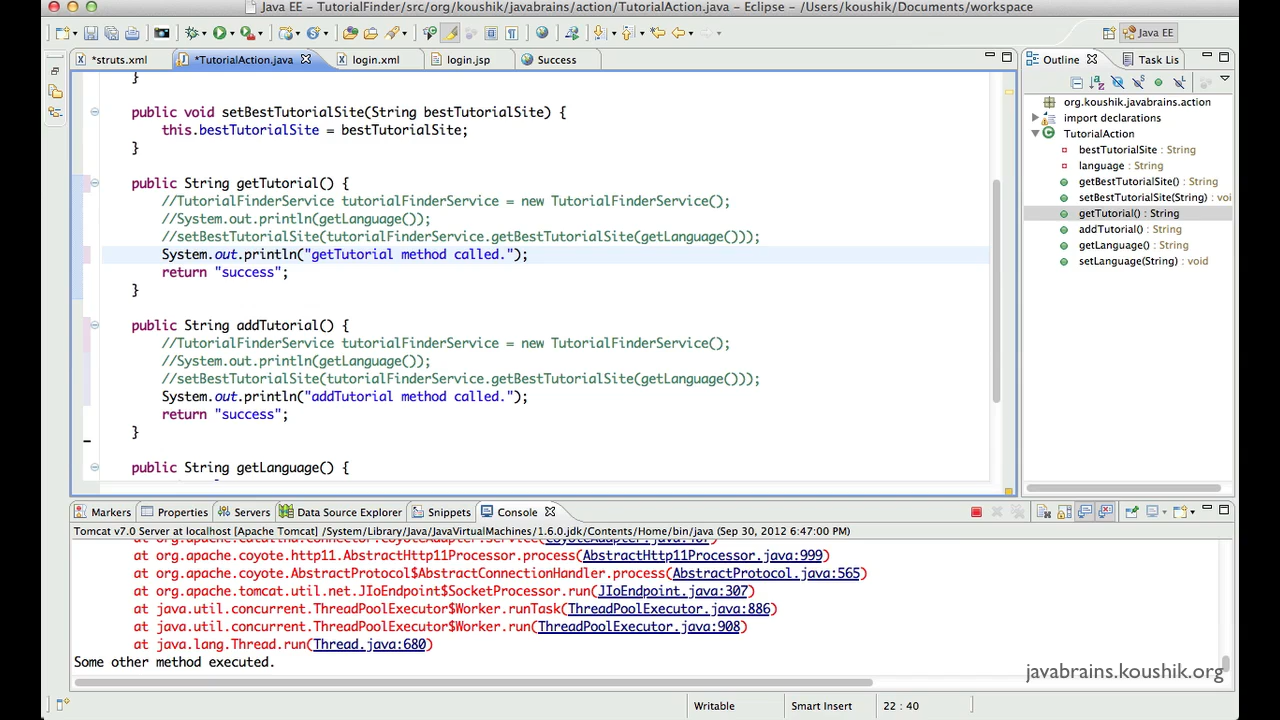 Java EE - TutorialFinder/src/org/koushik/javabrains/action/TutorialAction.java - Eclipse - /Users/koushik/Documents/workspace
Java EE
*struts.xml
*TutorialAction.java
login.xml
login.jsp
Success
Outline
Task Lis
}
public void setBestTutorialSite(String bestTutorialSite) {
this.bestTutorialSite = bestTutorialSite;
}
public String getTutorial() {
//TutorialFinderService tutorialFinderService = new TutorialFinderService();
//System.out.println(getLanguage());
//setBestTutorialSite(tutorialFinderService.getBestTutorialSite(getLanguage()));
System.out.println("getTutorial method called.");
return "success";
}
public String addTutorial() {
//TutorialFinderService tutorialFinderService = new TutorialFinderService();
//System.out.println(getLanguage());
//setBestTutorialSite(tutorialFinderService.getBestTutorialSite(getLanguage()));
System.out.println("addTutorial method called.");
return "success";
}
public String getLanguage() {
org.koushik.javabrains.action
import declarations
TutorialAction
bestTutorialSite : String
language : String
getBestTutorialSite() : String
setBestTutorialSite(String) : voi
getTutorial() : String
addTutorial() : String
getLanguage() : String
setLanguage(String) : void
Markers
Properties
Servers
Data Source Explorer
Snippets
Console
Tomcat v7.0 Server at localhost [Apache Tomcat] /System/Library/Java/JavaVirtualMachines/1.6.0.jdk/Contents/Home/bin/java (Sep 30, 2012 6:47:00 PM)
at org.apache.coyote.http11.AbstractHttp11Processor.process(AbstractHttp11Processor.java:999)
at org.apache.coyote.AbstractProtocol$AbstractConnectionHandler.process(AbstractProtocol.java:565)
at org.apache.tomcat.util.net.JIoEndpoint$SocketProcessor.run(JIoEndpoint.java:307)
at java.util.concurrent.ThreadPoolExecutor$Worker.runTask(ThreadPoolExecutor.java:886)
at java.util.concurrent.ThreadPoolExecutor$Worker.run(ThreadPoolExecutor.java:908)
at java.lang.Thread.run(Thread.java:680)
Some other method executed.
javabrains.koushik.org
Writable
Smart Insert
22 : 40